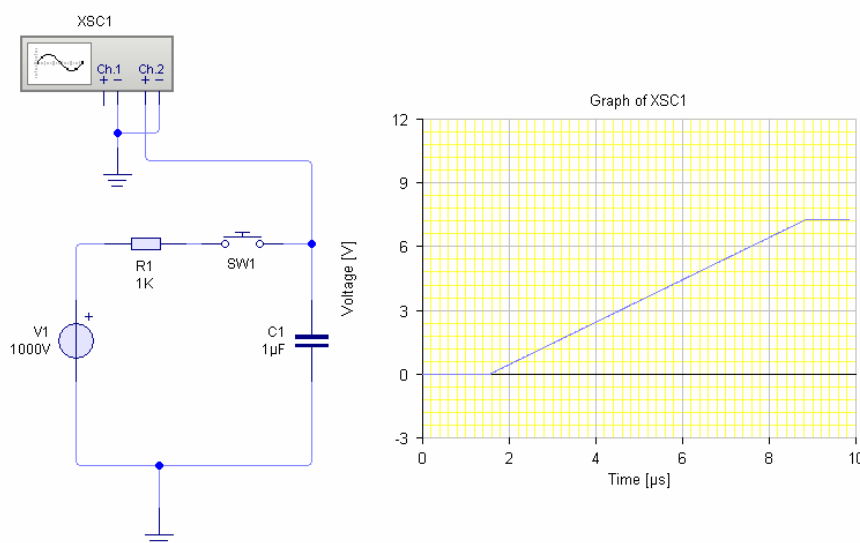 XSC1
Ch.1 Ch.2
+ − + −
R1
1K
SW1
V1
1000V
+
C1
1µF
Graph of XSC1
Voltage [V]
12
9
6
3
0
-3
0 2 4 6 8 10
Time [µs]